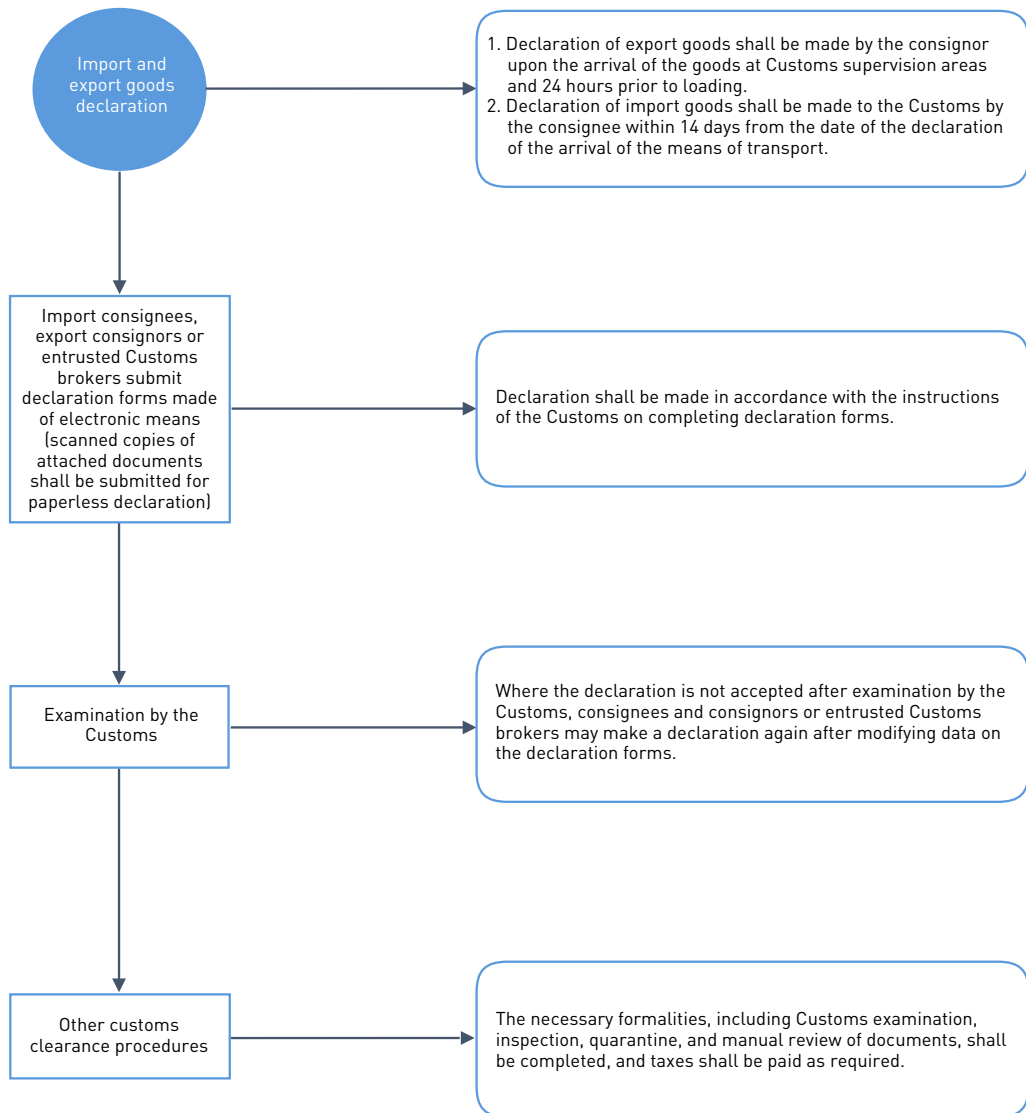 Import and
export goods
declaration
1. Declaration of export goods shall be made by the consignor
upon the arrival of the goods at Customs supervision areas
and 24 hours prior to loading.
2. Declaration of import goods shall be made to the Customs by
the consignee within 14 days from the date of the declaration
of the arrival of the means of transport.
Import consignees,
export consignors or
entrusted Customs
brokers submit
declaration forms made
of electronic means
(scanned copies of
attached documents
shall be submitted for
paperless declaration)
Declaration shall be made in accordance with the instructions
of the Customs on completing declaration forms.
Examination by the
Customs
Where the declaration is not accepted after examination by the
Customs, consignees and consignors or entrusted Customs
brokers may make a declaration again after modifying data on
the declaration forms.
Other customs
clearance procedures
The necessary formalities, including Customs examination,
inspection, quarantine, and manual review of documents, shall
be completed, and taxes shall be paid as required.